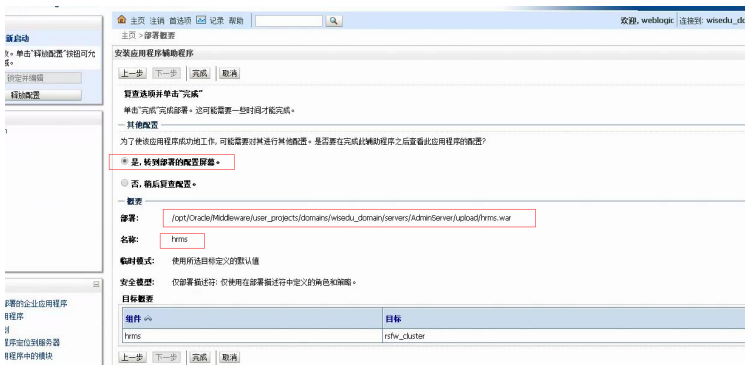 主页 注销 首选项 记录 帮助
欢迎, weblogic 连接到: wisedu_do
主页 >部署概要
新启动
。单击"释放配置"按钮可允
锁定并编辑
释放配置
安装应用程序辅助程序
上一步 下一步 完成 取消
复查选项并单击"完成"
单击"完成"完成部署。这可能需要一些时间才能完成。
其他配置
为了使该应用程序成功地工作, 可能需要对其进行其他配置。是否要在完成此辅助程序之后查看此应用程序的配置?
是, 转到部署的配置屏幕。
否, 稍后复查配置。
概要
部署: /opt/Oracle/Middleware/user_projects/domains/wisedu_domain/servers/AdminServer/upload/hrms.war
名称: hrms
临时模式: 使用所选目标定义的默认值
安全模型: 仅部署描述符: 仅使用在部署描述符中定义的角色和策略。
目标概要
组件 目标
hrms rsfw_cluster
上一步 下一步 完成 取消
部署的企业应用程序
用程序
程序定位到服务器
用程序中的模块